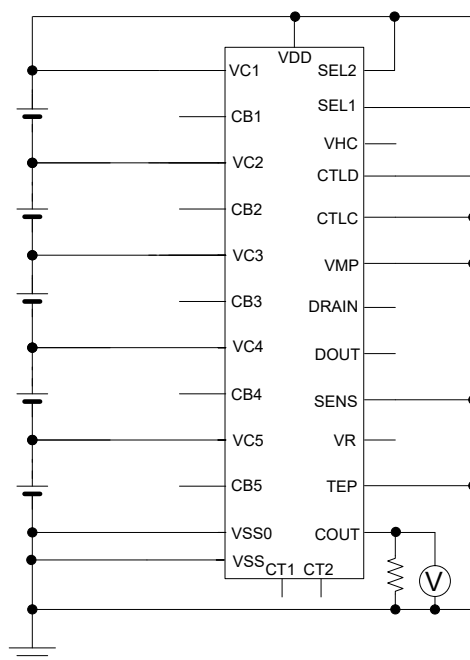 VDD
VC1
CB1
VC2
CB2
VC3
CB3
VC4
CB4
VC5
CB5
VSS0
VSS
CT1
CT2
SEL2
SEL1
VHC
CTLD
CTLC
VMP
DRAIN
DOUT
SENS
VR
TEP
COUT
V